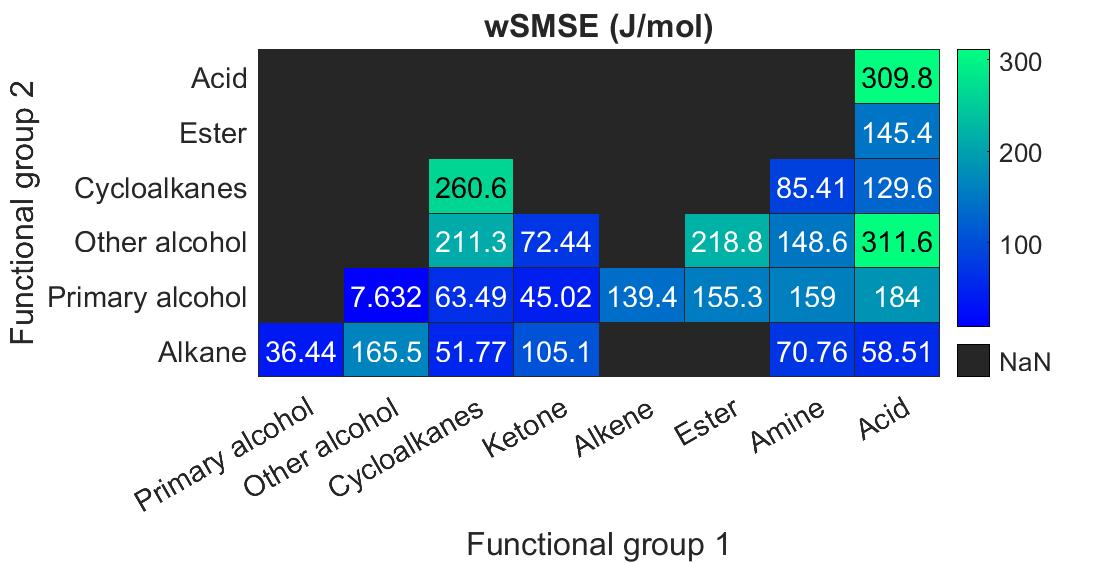 wSMSE (J/mol)
Functional group 2
Acid 309.8
Ester 145.4
Cycloalkanes 260.6 85.41 129.6
Other alcohol 211.3 72.44 218.8 148.6 311.6
Primary alcohol 7.632 63.49 45.02 139.4 155.3 159 184
Alkane 36.44 165.5 51.77 105.1 70.76 58.51
Primary alcohol Other alcohol Cycloalkanes Ketone Alkene Ester Amine Acid
Functional group 1
300
200
100
NaN